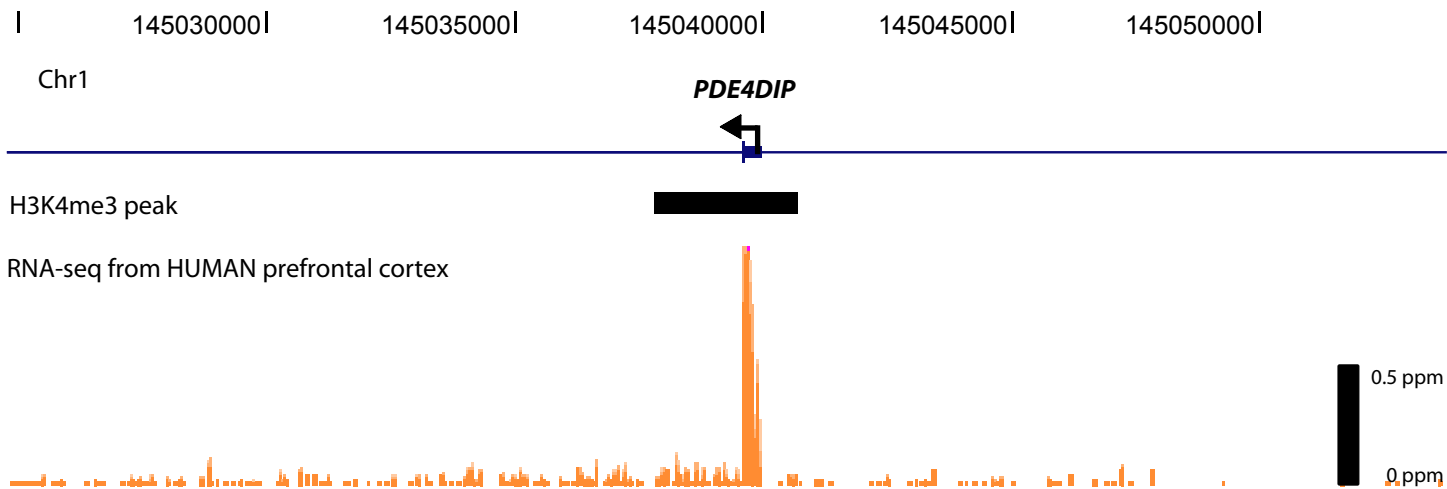 145030000 145035000 145040000 145045000 145050000
Chr1
PDE4DIP
H3K4me3 peak
RNA-seq from HUMAN prefrontal cortex
0.5 ppm
0 ppm